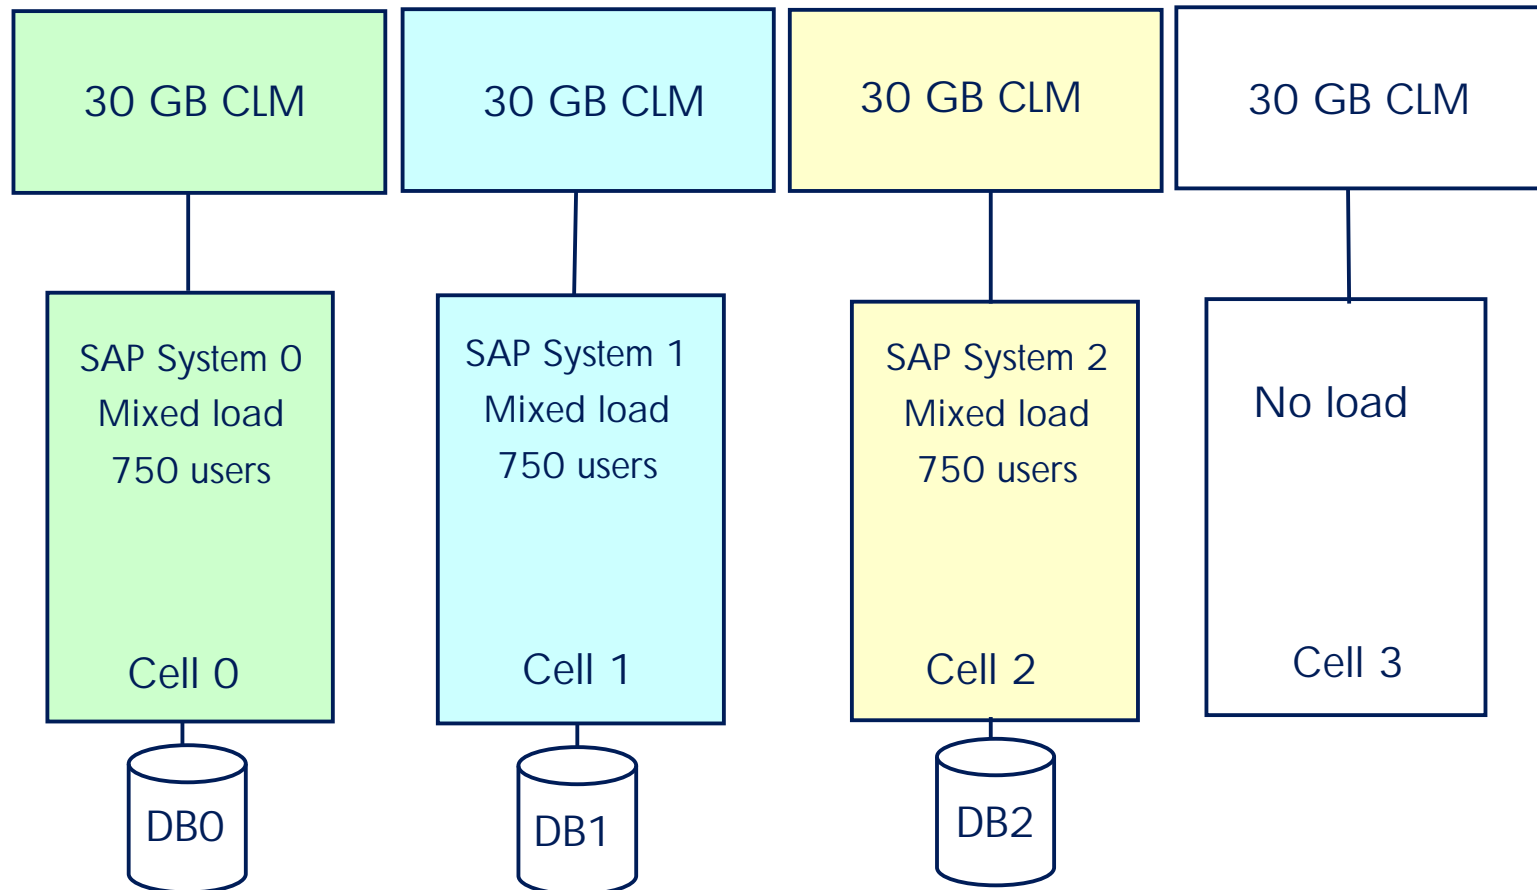 30 GB CLM
30 GB CLM
30 GB CLM
30 GB CLM
SAP System 0
Mixed load
750 users
Cell 0
SAP System 1
Mixed load
750 users
Cell 1
SAP System 2
Mixed load
750 users
Cell 2
No load
Cell 3
DB0
DB1
DB2